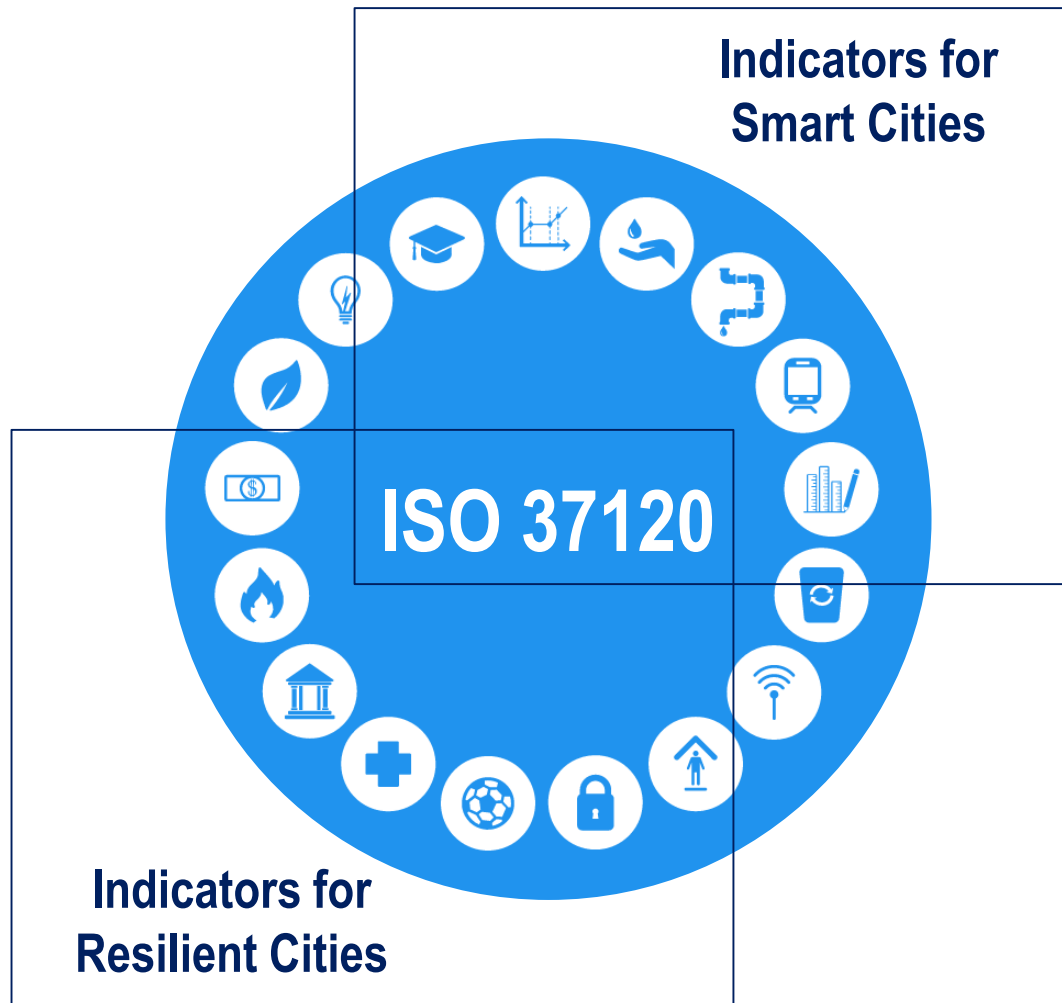 Indicators for
Smart Cities
$
ISO 37120
Indicators for
Resilient Cities